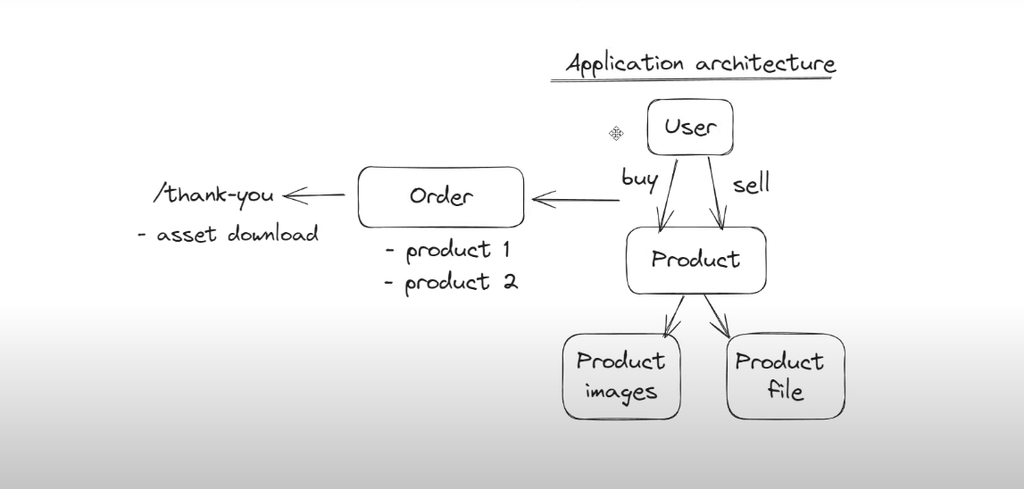 Application architecture
User
buy
sell
/thank-you
- asset download
Order
- product 1
- product 2
Product
Product
images
Product
file